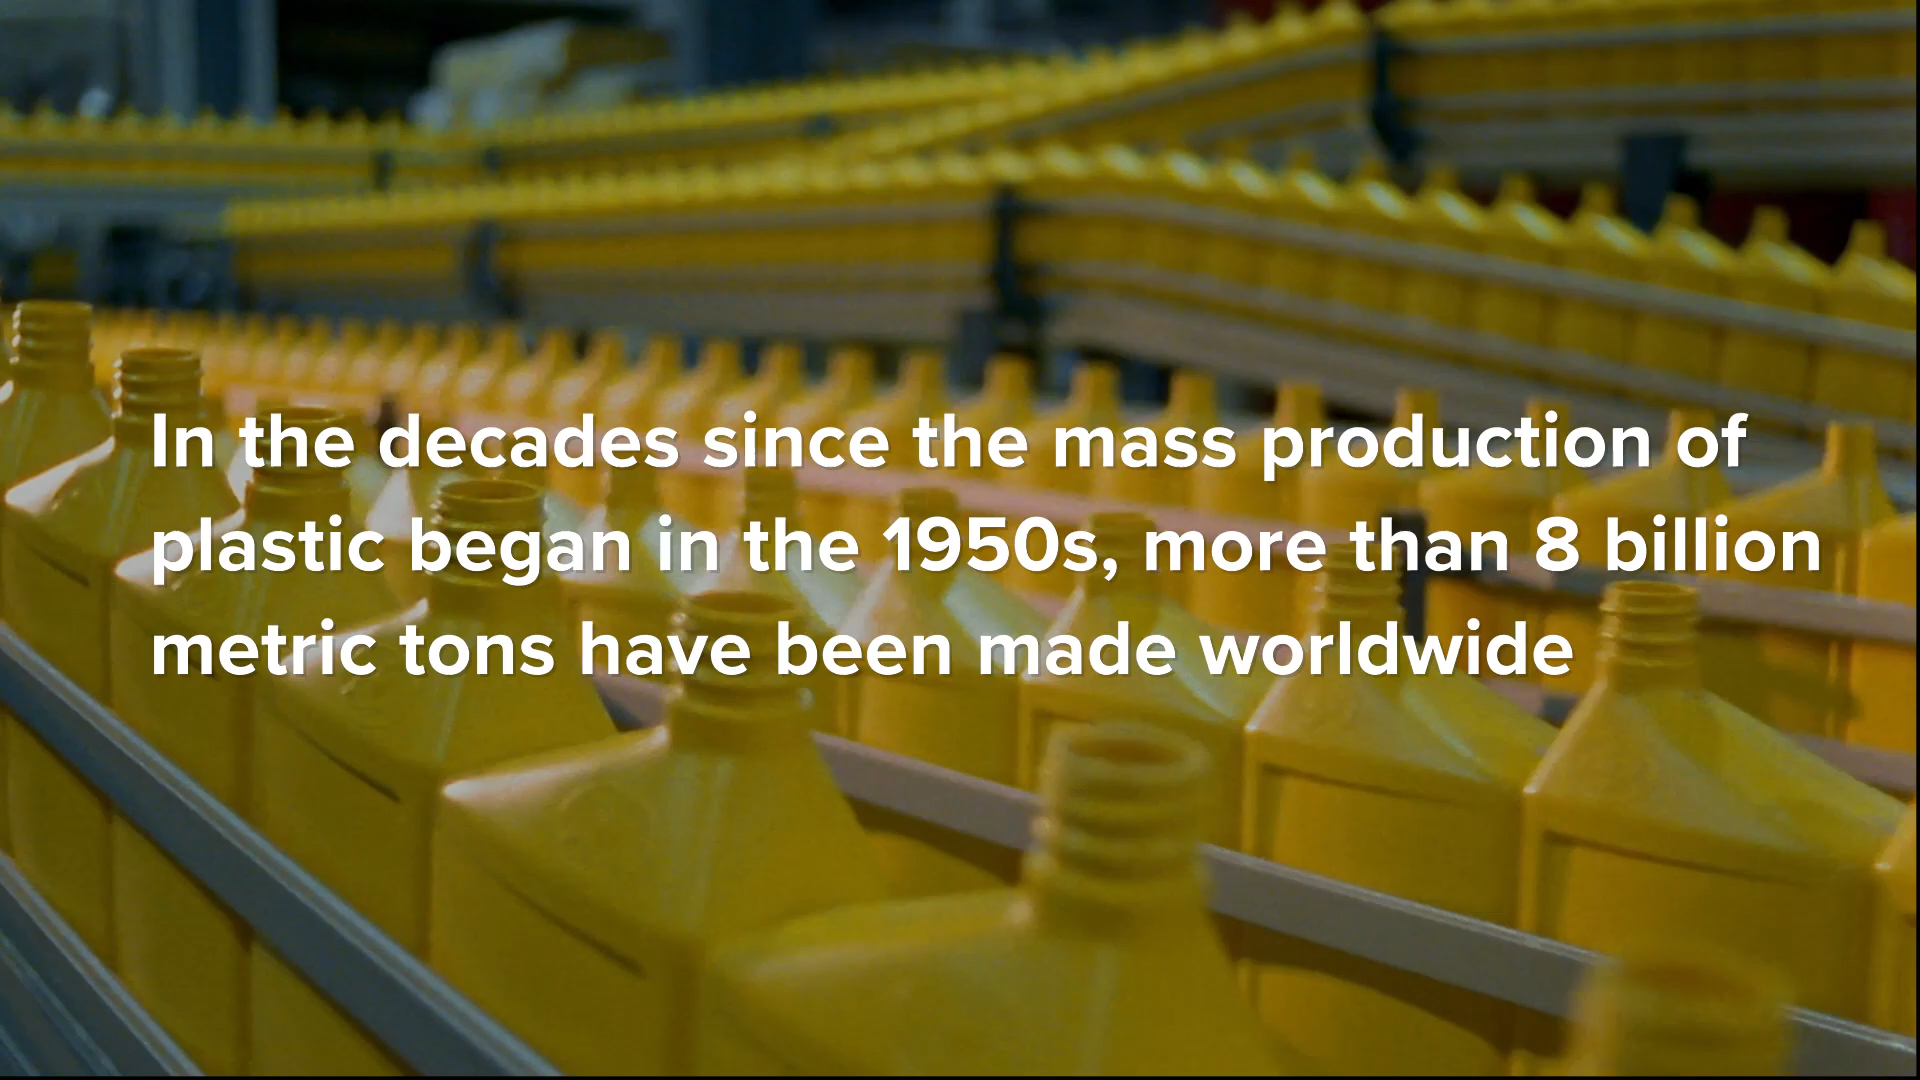 In the decades since the mass production of
plastic began in the 1950s, more than 8 billion
metric tons have been made worldwide